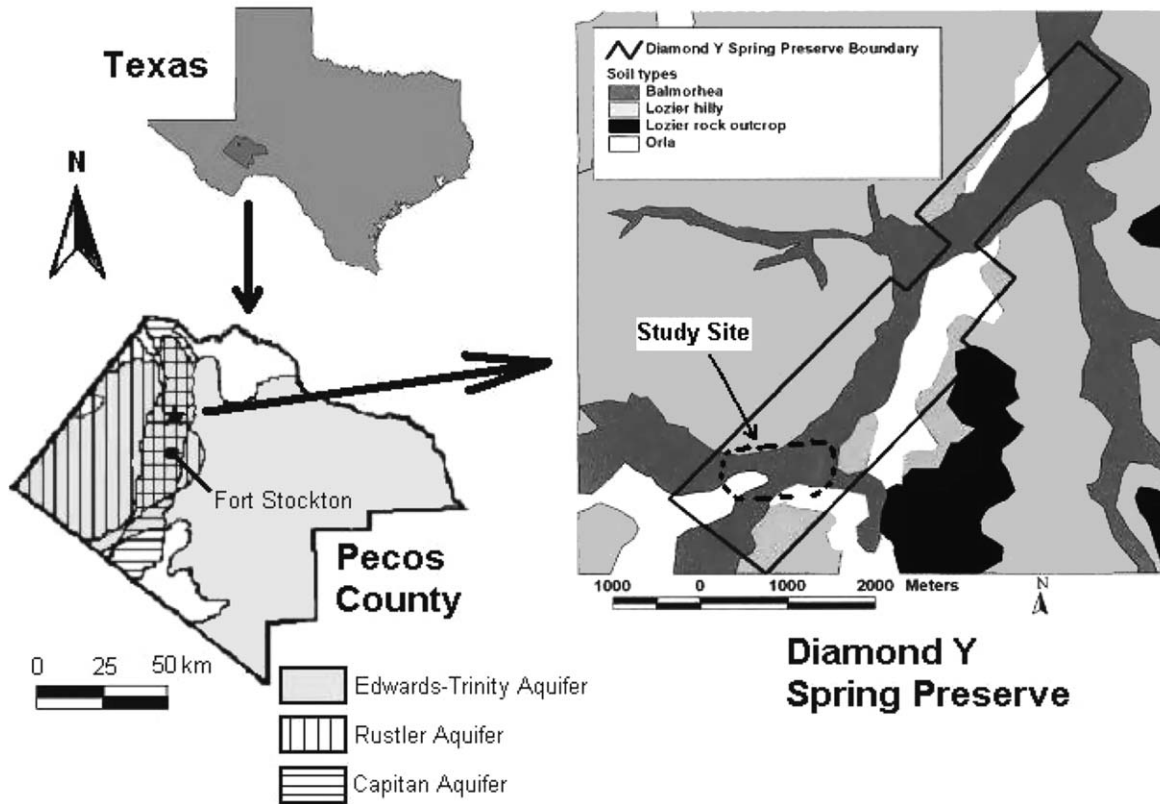 Texas
N
Fort Stockton
Pecos
County
0 25 50 km
Edwards-Trinity Aquifer
Rustler Aquifer
Capitan Aquifer
Diamond Y Spring Preserve Boundary
Soil types
Balmorhea
Lozier hilly
Lozier rock outcrop
Orla
Study Site
1000 0 1000 2000 Meters
N
Diamond Y
Spring Preserve